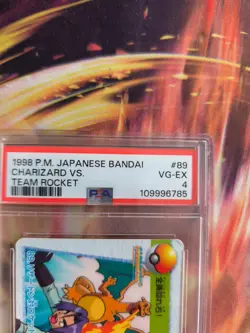 1998 P.M. JAPANESE BANDAI #89
CHARIZARD VS. VG-EX
TEAM ROCKET 4
PSA 109996785